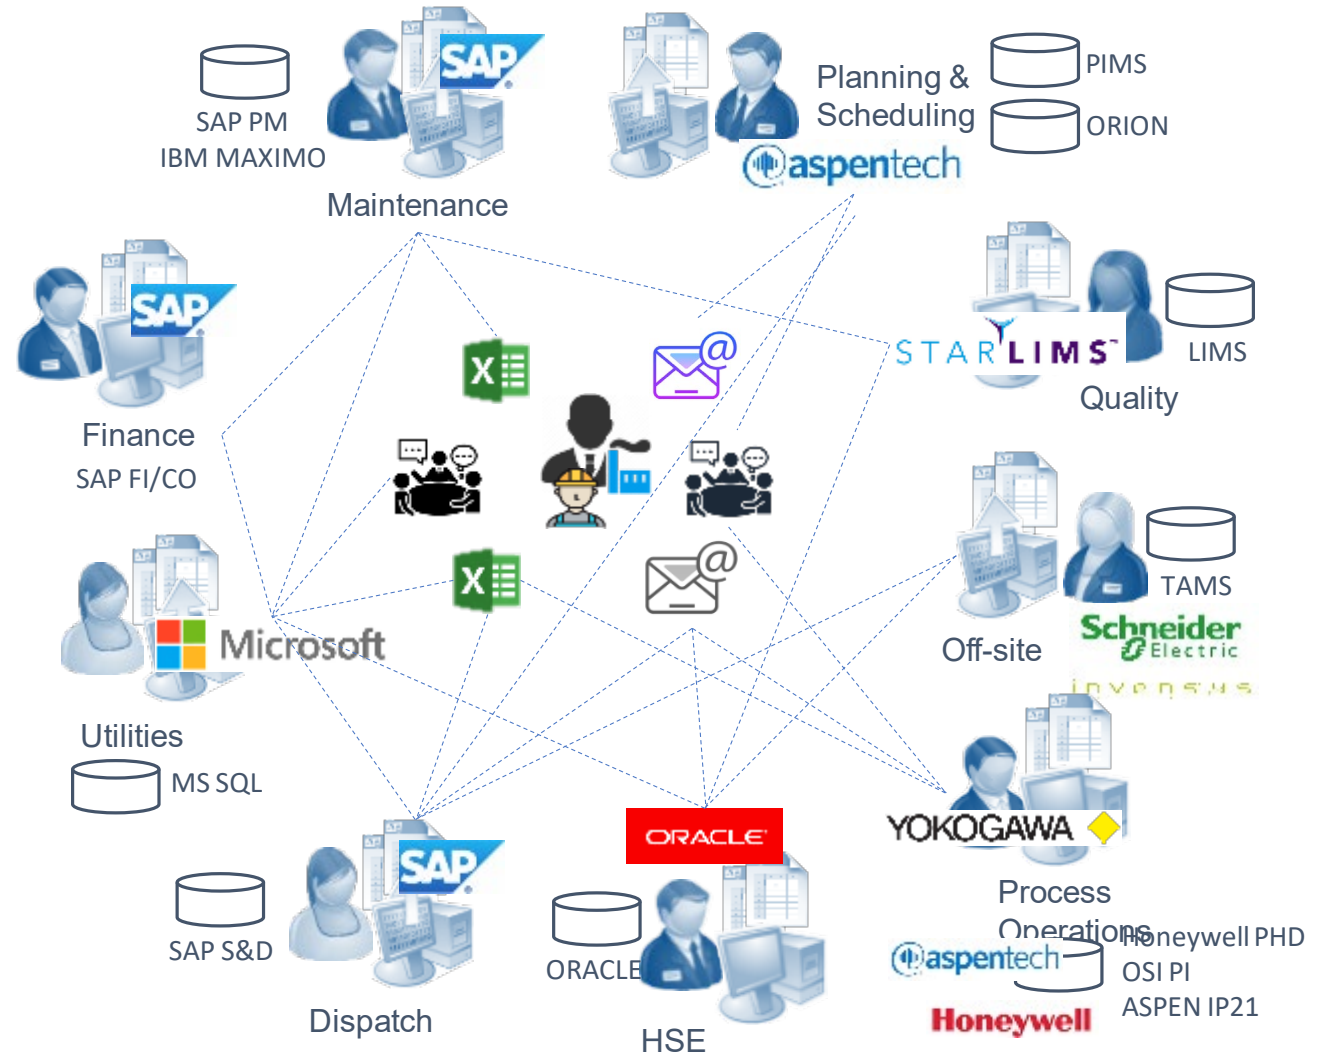 SAP
SAP PM
IBM MAXIMO
Maintenance
Planning &
Scheduling
aspentech
PIMS
ORION
SAP
Finance
SAP FI/CO
STARLIMS™
LIMS
Quality
X
@
X
@
TAMS
Off-site
Schneider
Electric
invensys
Microsoft
Utilities
MS SQL
SAP
SAP S&D
Dispatch
ORACLE
ORACLE
HSE
YOKOGAWA
Process
Operations
aspentech
Honeywell
Honeywell PHD
OSI PI
ASPEN IP21